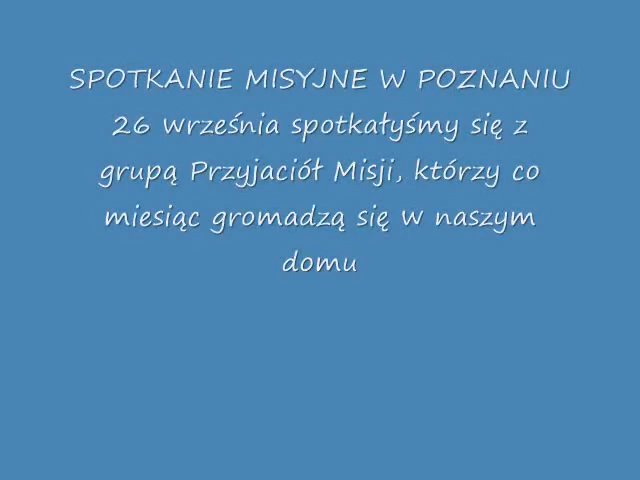 SPOTKANIE MISYJNE W POZNANIU
26 września spotkałyśmy się z
grupą Przyjaciół Misji, którzy co
miesiąc gromadzą się w naszym
domu